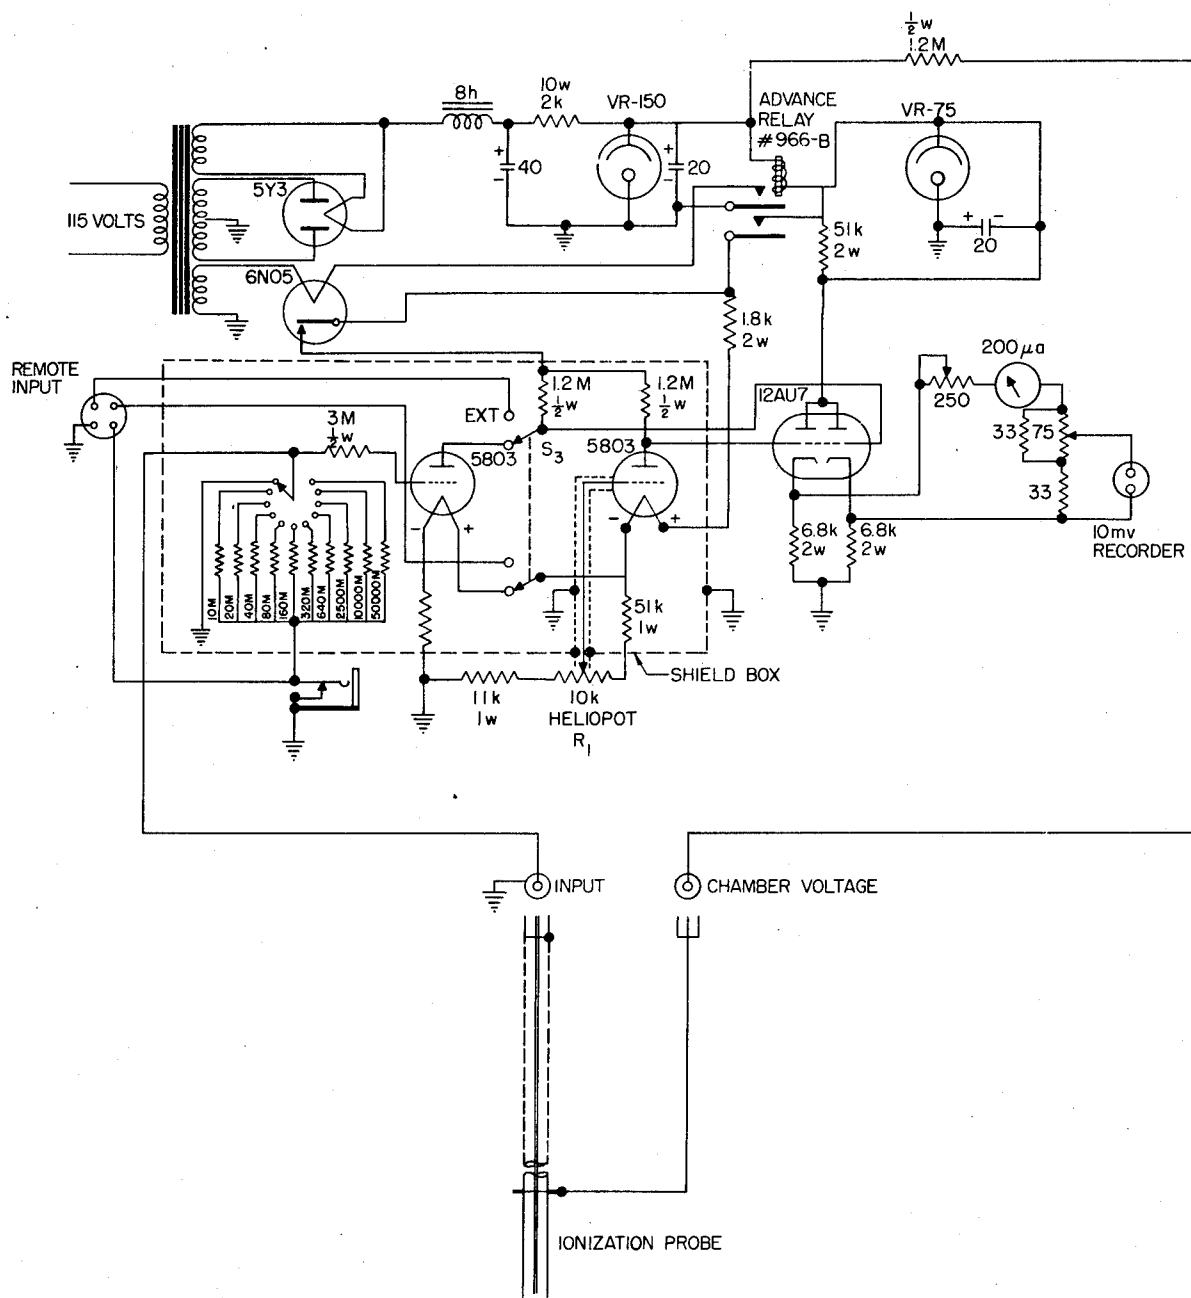 ½w
1.2M
8h
10w
2k
VR-150
ADVANCE
RELAY
#966-B
VR-75
+
40
-
+
20
-
115 VOLTS
5Y3
51k
2w
+ -
20
6N05
1.8k
2w
REMOTE
INPUT
200 μa
EXT
1.2M
½w
1.2M
½w
12AU7
250
3M
½w
5803
S3
5803
33
75
33
- +
- +
10mv
RECORDER
6.8k
2w
6.8k
2w
10M
20M
40M
80M
160M
320M
640M
2500M
10000M
50000M
51k
1w
SHIELD BOX
11k
1w
10k
HELIOPOT
R1
INPUT
CHAMBER VOLTAGE
IONIZATION PROBE